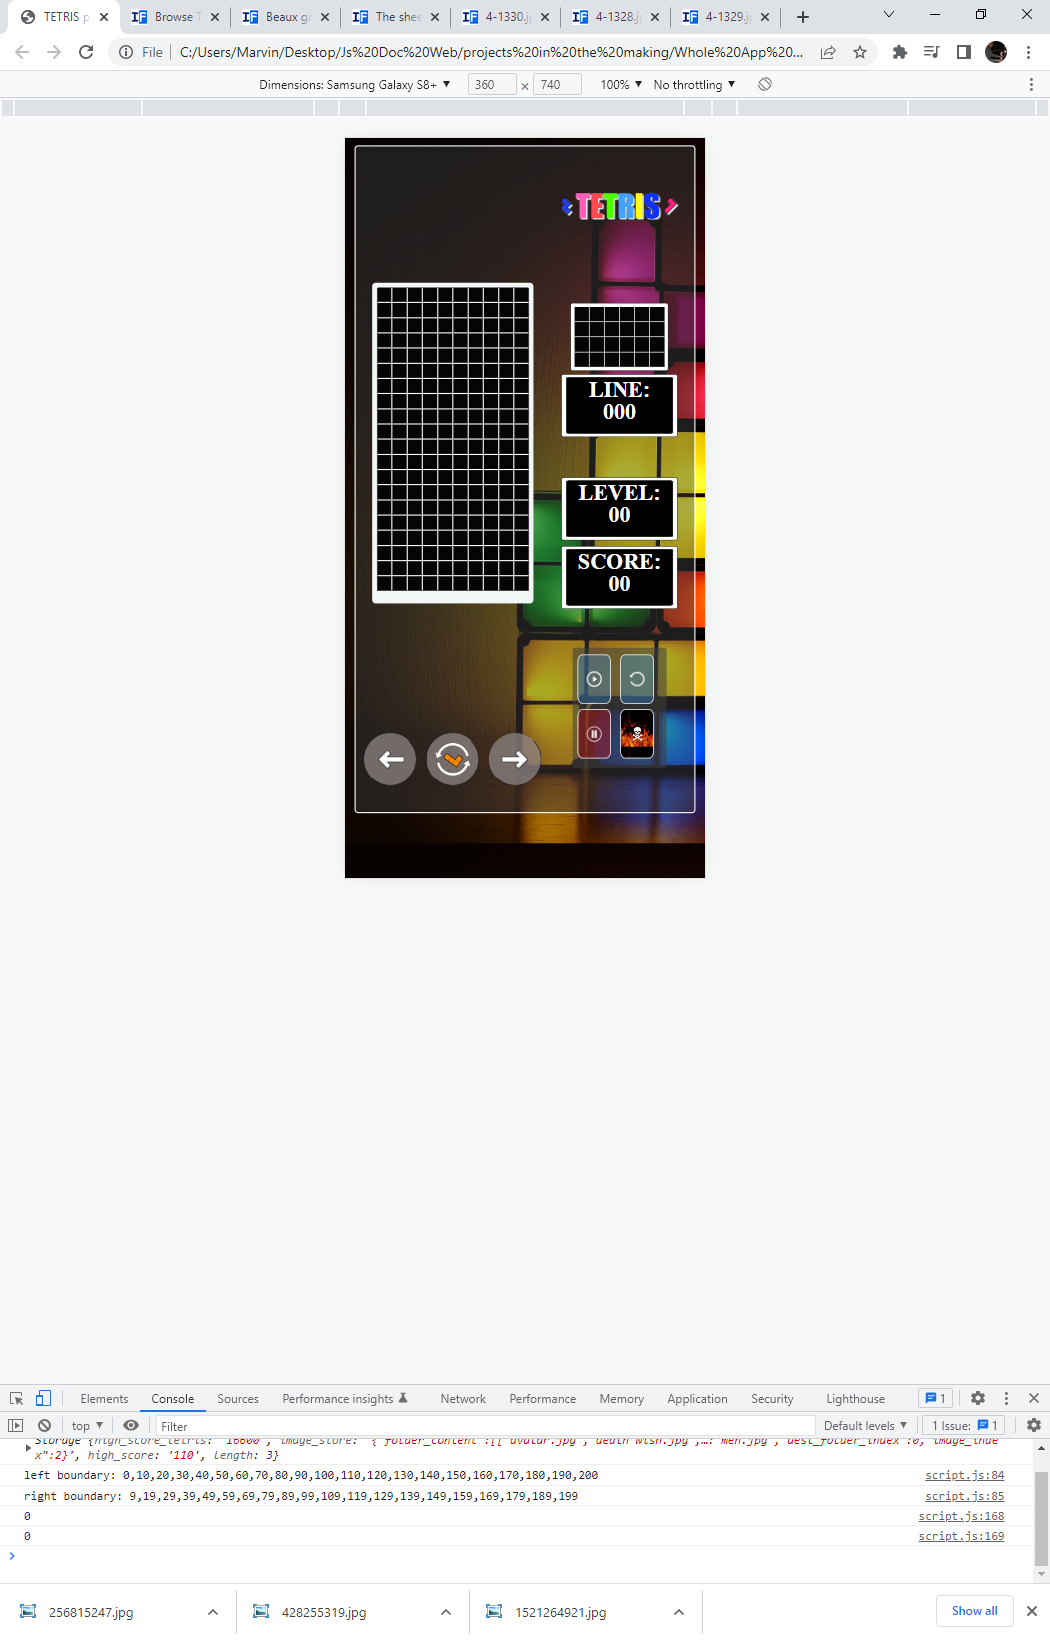 TETRIS p
Browse T
Beaux gr
The shee
4-1330.j
4-1328.j
4-1329.j
File
C:/Users/Marvin/Desktop/Js%20Doc%20Web/projects%20in%20the%20making/Whole%20App%20...
Dimensions: Samsung Galaxy S8+ ▼ 360 × 740 100% ▼ No throttling ▼
TETRIS
LINE:
000
LEVEL:
00
SCORE:
00
Elements Console Sources Performance insights Network Performance Memory Application Security Lighthouse 1
top ▼ Filter Default levels ▼ 1 Issue: 1
Storage {high_score_tetris: '16600', image_store: '{"folder_content":[["avatar.jpg","death wish.jpg",…: men.jpg","dest_folder_index":0,"image_inde
x":2}', high_score: '110', length: 3}
left boundary: 0,10,20,30,40,50,60,70,80,90,100,110,120,130,140,150,160,170,180,190,200 script.js:84
right boundary: 9,19,29,39,49,59,69,79,89,99,109,119,129,139,149,159,169,179,189,199 script.js:85
0 script.js:168
0 script.js:169
256815247.jpg
428255319.jpg
1521264921.jpg
Show all